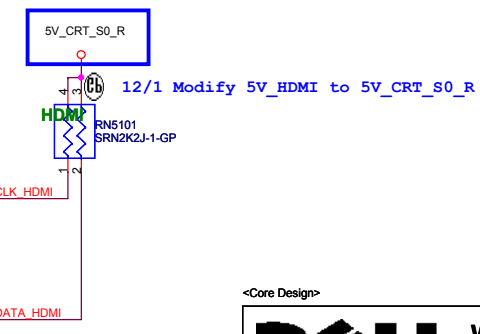 5V_CRT_S0_R
12/1 Modify 5V_HDMI to 5V_CRT_S0_R
4
3
HDMI
RN5101
SRN2K2J-1-GP
1
2
CLK_HDMI
DATA_HDMI
<Core Design>